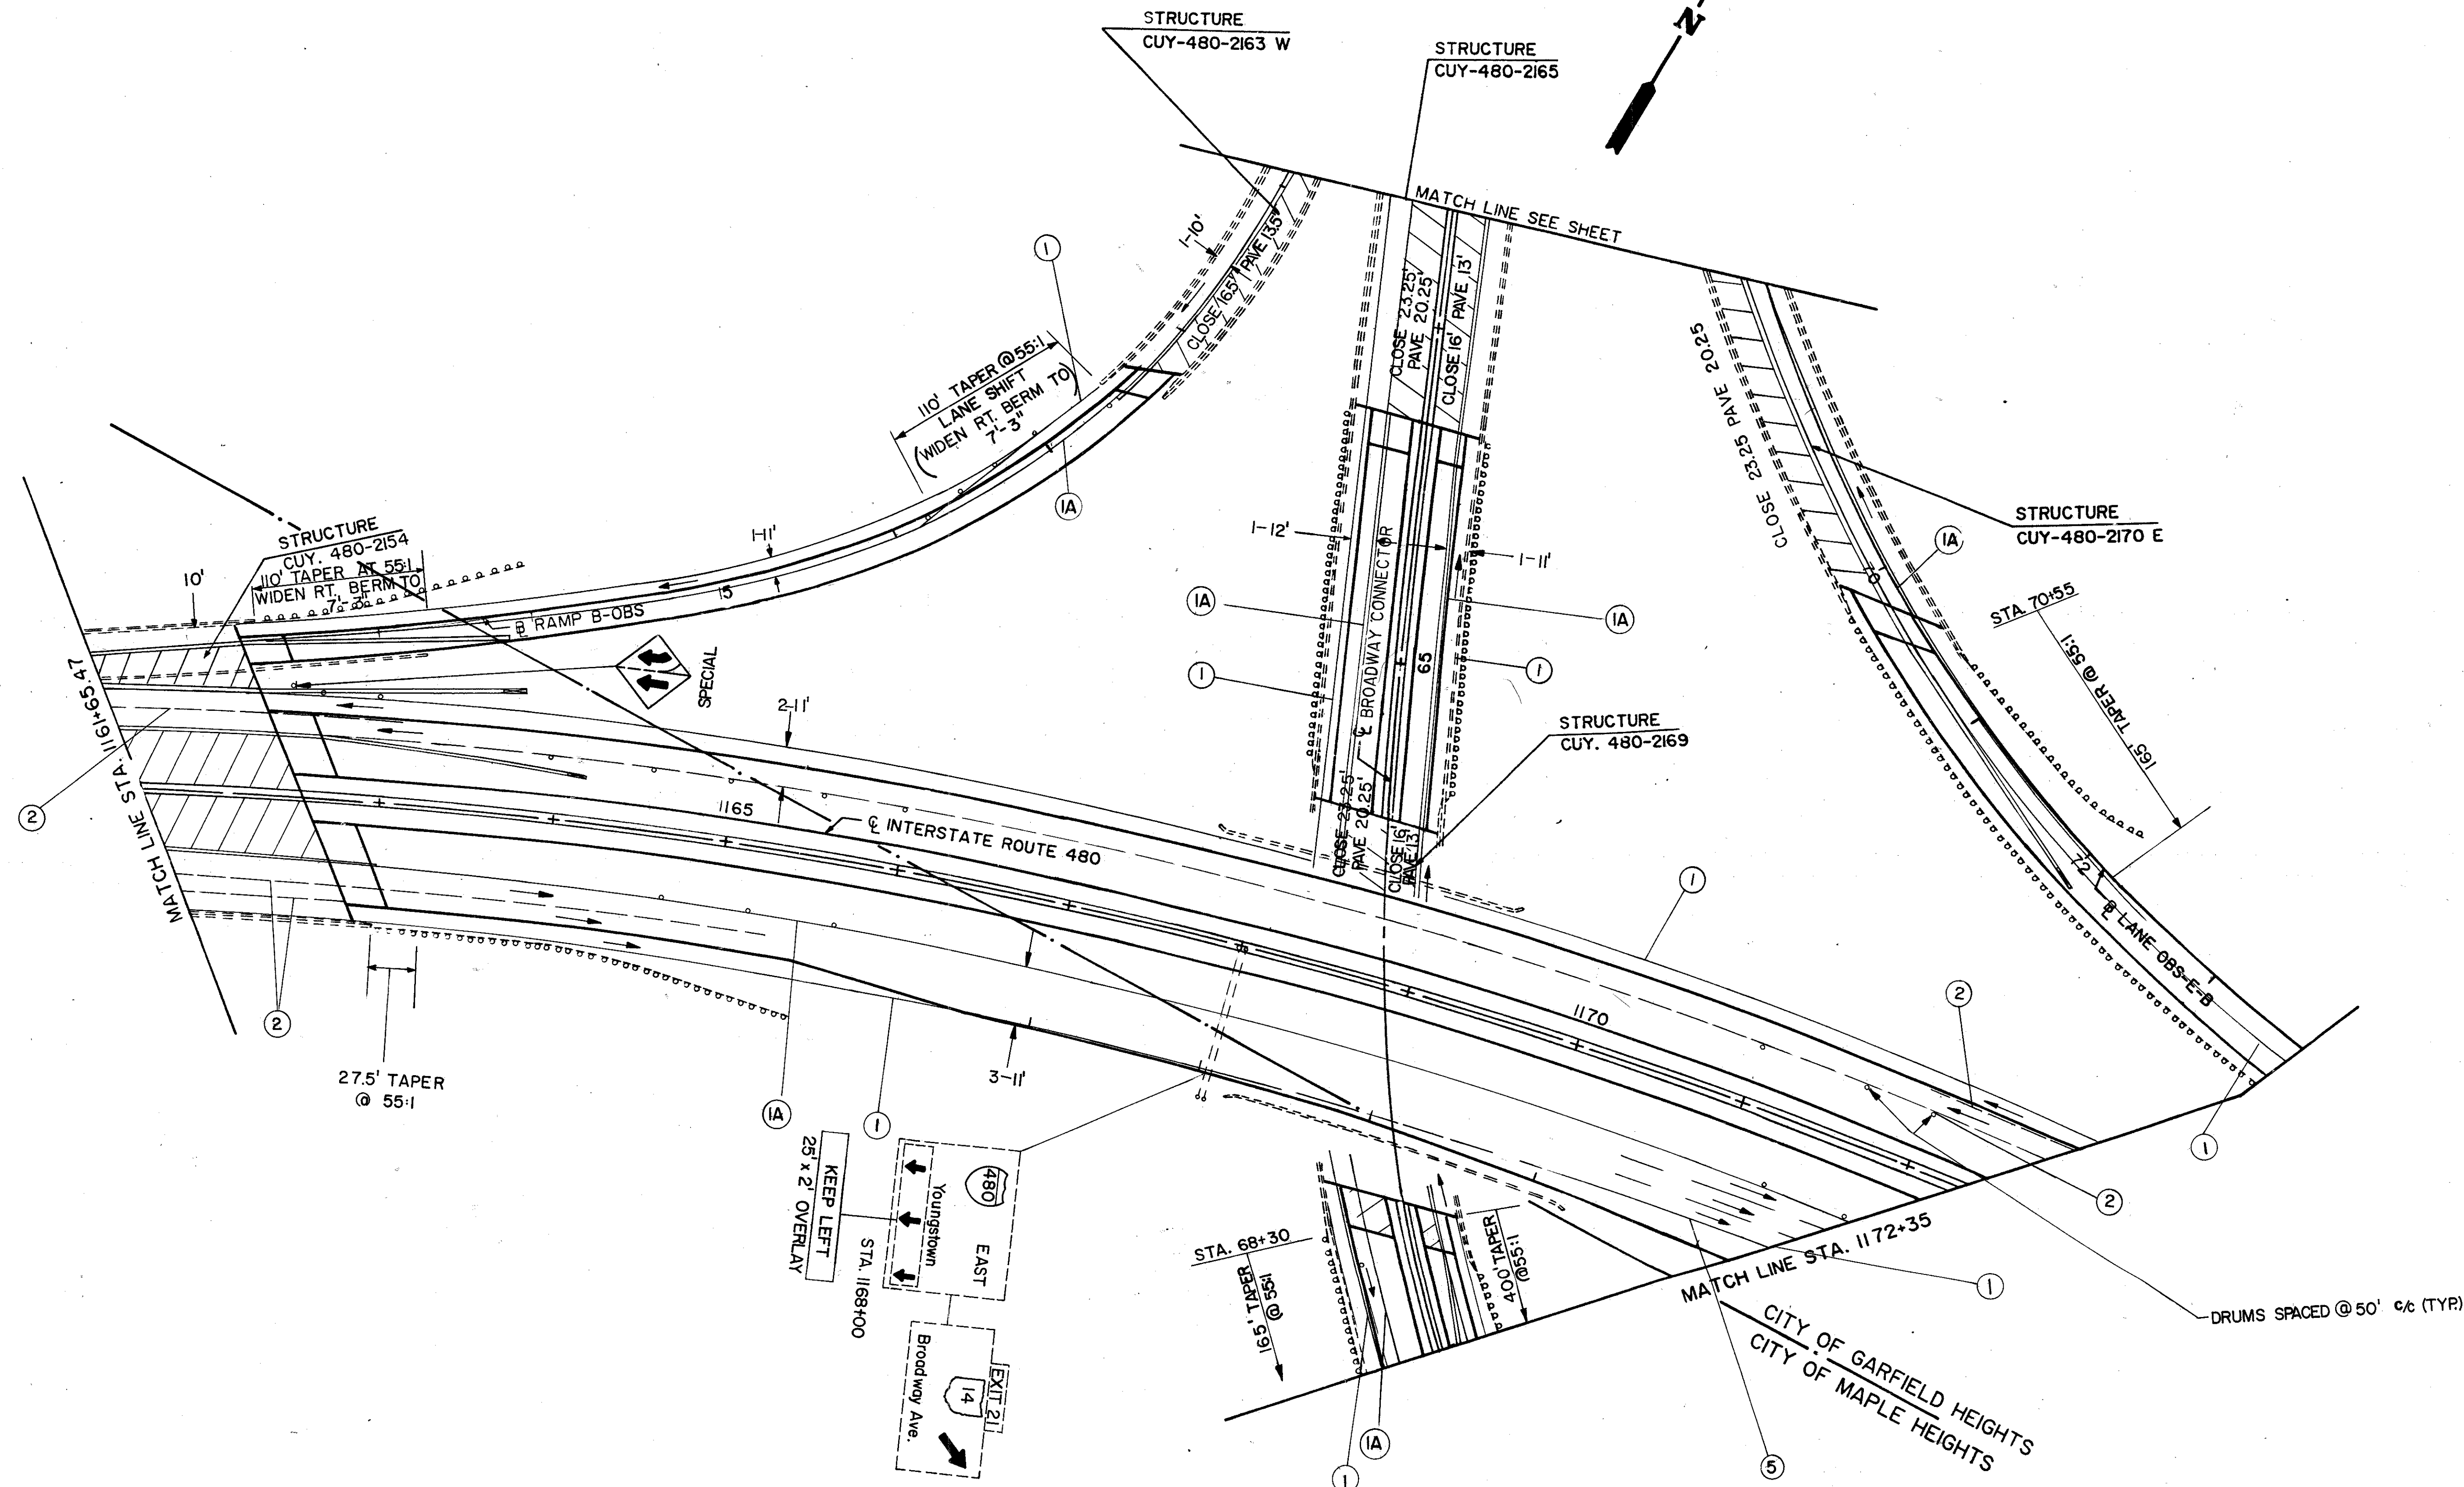 STRUCTURE
CUY-480-2163 W
STRUCTURE
CUY-480-2165
N
MATCH LINE SEE SHEET
1-10'
CLOSE 16.5' PAVE 13.5'
1
110' TAPER @ 55:1
LANE SHIFT
(WIDEN RT. BERM TO)
7'-3"
1A
CLOSE 23.25'
PAVE 20.25'
CLOSE 16' PAVE 13'
CLOSE 23.25 PAVE 20.25
STRUCTURE
CUY-480-2170 E
1A
70
STA. 70+55
165' TAPER @ 55:1
STRUCTURE
CUY. 480-2154
110' TAPER AT 55:1
WIDEN RT. BERM TO
7'-3"
10'
1-11'
15
B RAMP B-OBS
SPECIAL
2-11'
MATCH LINE STA. 1161+65.47
2
1165
℄ INTERSTATE ROUTE 480
1-12'
1-11'
1A
1A
1
1
℄ BROADWAY CONNECTOR
65
STRUCTURE
CUY. 480-2169
CLOSE 23.25'
PAVE 20.25'
CLOSE 16'
PAVE 13'
1
72
B LANE OBS-E-B
2
1170
2
27.5' TAPER
@ 55:1
3-11'
1A
1
1
2
480
EAST
Youngstown
KEEP LEFT
25' x 2' OVERLAY
STA. 1168+00
EXIT 21
14
Broadway Ave.
STA. 68+30
165' TAPER
@ 55:1
400' TAPER
@55:1
MATCH LINE STA. 1172+35
1
DRUMS SPACED @ 50' c/c (TYP.)
CITY OF GARFIELD HEIGHTS
CITY OF MAPLE HEIGHTS
1A
1
5